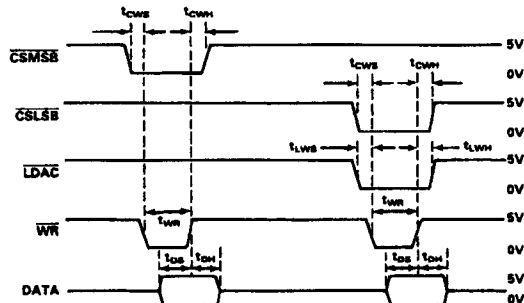 tCWS tCWH
CSMSB 5V
0V
tCWS tCWH
CSLSB 5V
0V
tLWS tLWH
LDAC 5V
0V
tWR tWR
WR 5V
0V
tDS tDH tDS tDH
DATA 5V
0V